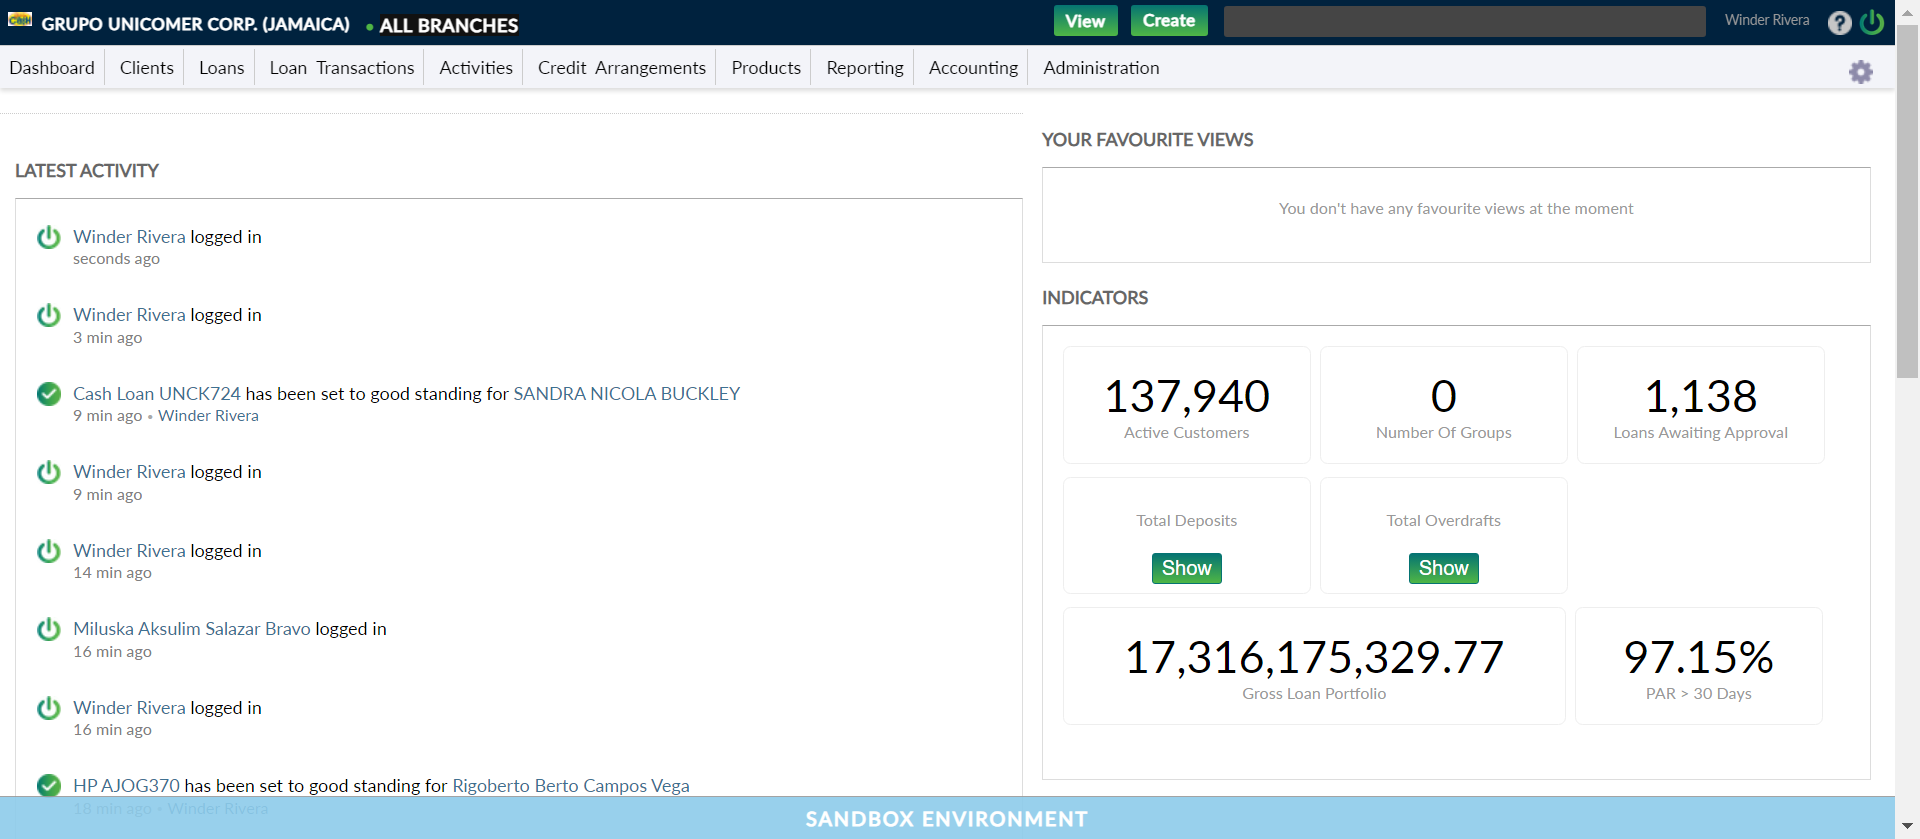 GRUPO UNICOMER CORP. (JAMAICA) • ALL BRANCHES
View Create Winder Rivera ?
Dashboard Clients Loans Loan Transactions Activities Credit Arrangements Products Reporting Accounting Administration
LATEST ACTIVITY
Winder Rivera logged in
seconds ago
Winder Rivera logged in
3 min ago
Cash Loan UNCK724 has been set to good standing for SANDRA NICOLA BUCKLEY
9 min ago • Winder Rivera
Winder Rivera logged in
9 min ago
Winder Rivera logged in
14 min ago
Miluska Aksulim Salazar Bravo logged in
16 min ago
Winder Rivera logged in
16 min ago
HP AJOG370 has been set to good standing for Rigoberto Berto Campos Vega
18 min ago • Winder Rivera
YOUR FAVOURITE VIEWS
You don't have any favourite views at the moment
INDICATORS
137,940
Active Customers
0
Number Of Groups
1,138
Loans Awaiting Approval
Total Deposits
Show
Total Overdrafts
Show
17,316,175,329.77
Gross Loan Portfolio
97.15%
PAR > 30 Days
SANDBOX ENVIRONMENT